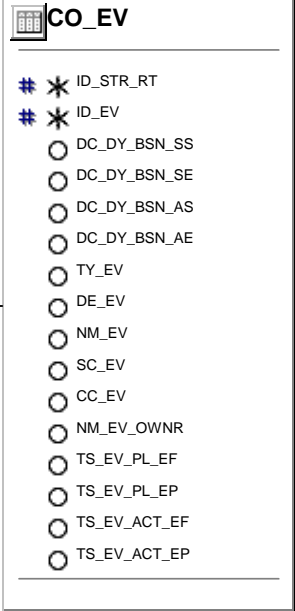 CO_EV
# * ID_STR_RT
# * ID_EV
DC_DY_BSN_SS
DC_DY_BSN_SE
DC_DY_BSN_AS
DC_DY_BSN_AE
TY_EV
DE_EV
NM_EV
SC_EV
CC_EV
NM_EV_OWNR
TS_EV_PL_EF
TS_EV_PL_EP
TS_EV_ACT_EF
TS_EV_ACT_EP